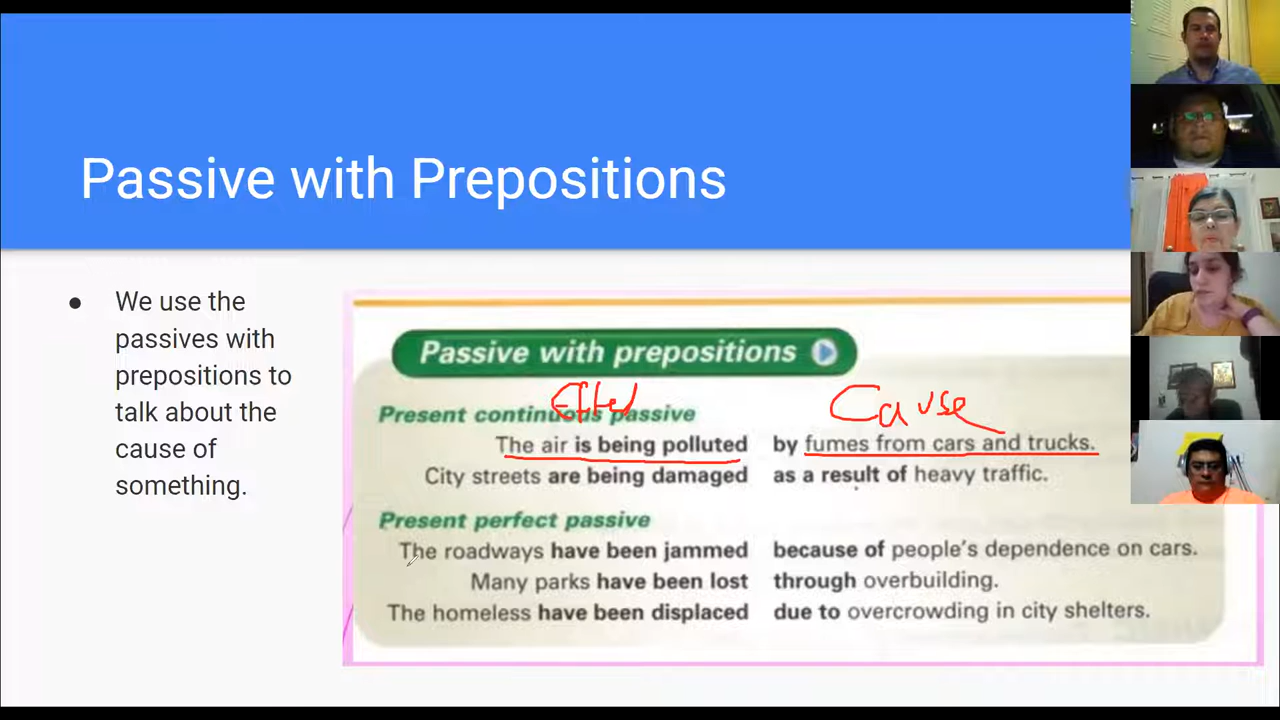 Passive with Prepositions
● We use the
passives with
prepositions to
talk about the
cause of
something.
Passive with prepositions
Effect Cause
Present continuous passive
The air is being polluted by fumes from cars and trucks.
City streets are being damaged as a result of heavy traffic.
Present perfect passive
The roadways have been jammed because of people's dependence on cars.
Many parks have been lost through overbuilding.
The homeless have been displaced due to overcrowding in city shelters.